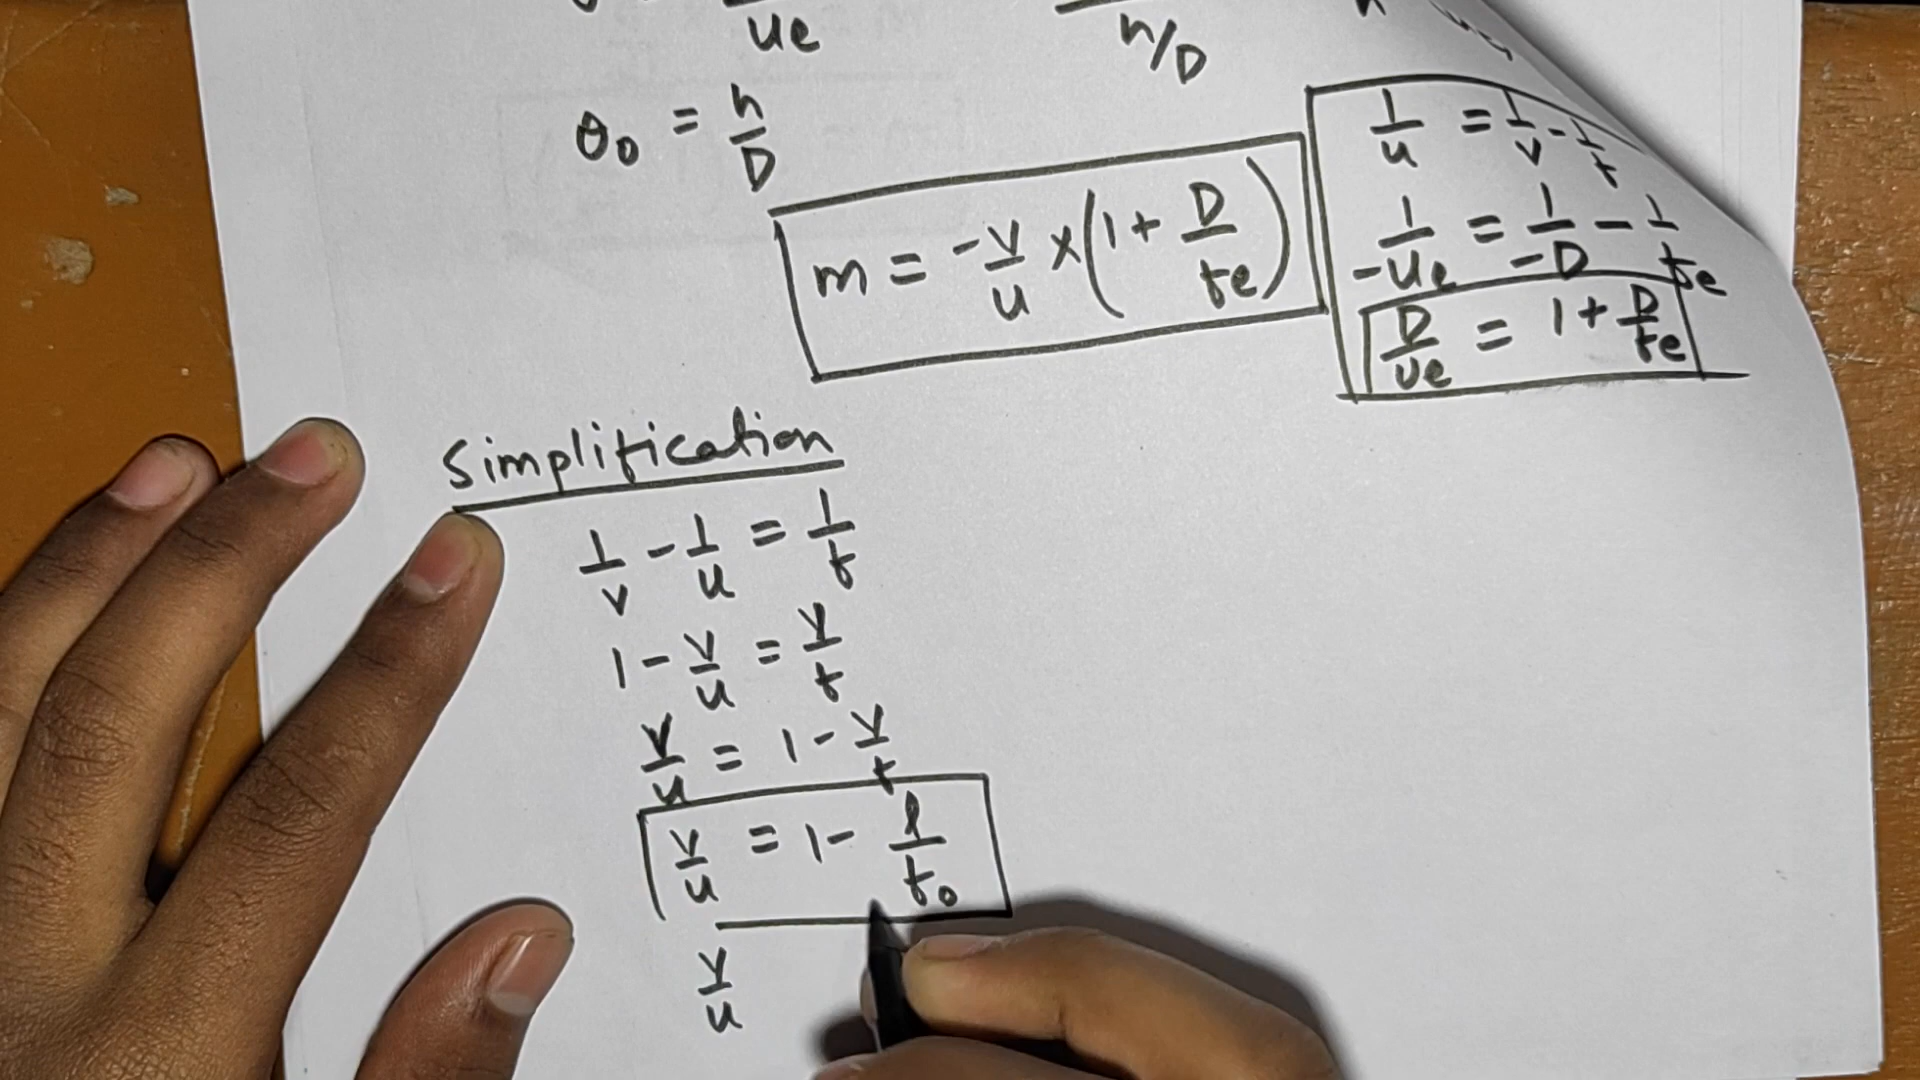 ue
h/D
θ₀ = h/D
m = -v/u × (1 + D/fe)
1/u = 1/v - 1/f
1/-ue = 1/-D - 1/fe
D/ue = 1 + D/fe
Simplification
1/v - 1/u = 1/f
1 - v/u = v/f
v/u = 1 - v/f
v/u = 1 - l/f₀
v/u